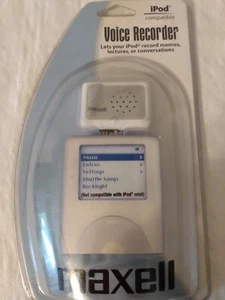 iPod®
compatible
Voice Recorder
Lets your iPod® record memos,
lectures, or conversations
maxell
Music
Extras
Settings
Shuffle Songs
Backlight
(Not compatible with iPod® mini)
maxell